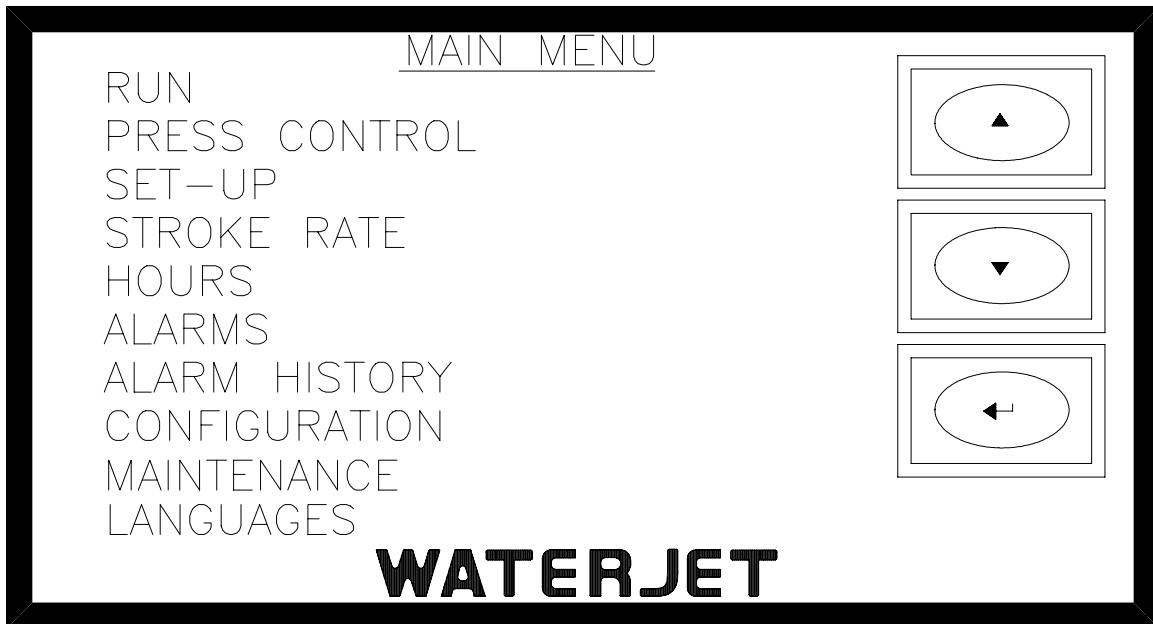 MAIN MENU
RUN
PRESS CONTROL
SET-UP
STROKE RATE
HOURS
ALARMS
ALARM HISTORY
CONFIGURATION
MAINTENANCE
LANGUAGES
WATERJET